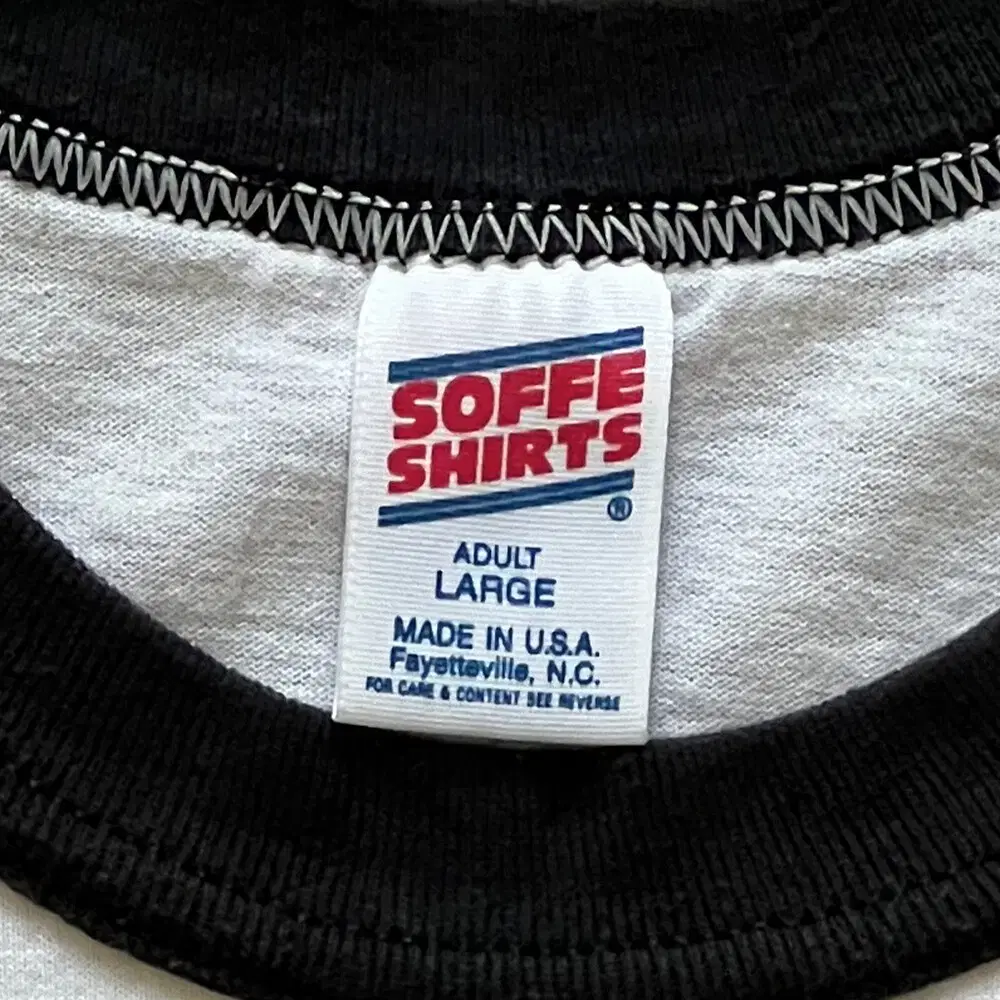 SOFFE
SHIRTS
®
ADULT
LARGE
MADE IN U.S.A.
Fayetteville, N.C.
FOR CARE & CONTENT SEE REVERSE